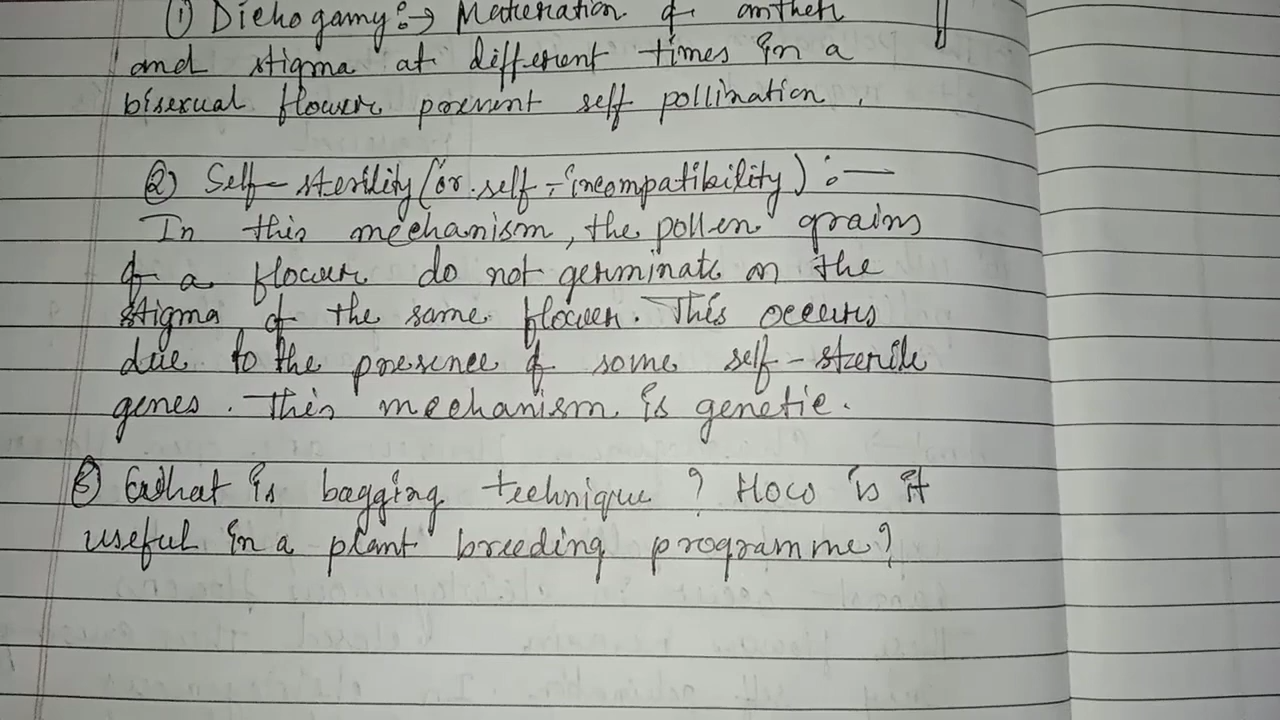 ① Dichogamy :→ Maturation of anther
and stigma at different times in a
bisexual flower prevent self pollination.
② Self-sterility (or self-incompatibility) :—
In this mechanism, the pollen grains
of a flower do not germinate on the
stigma of the same flower. This occurs
due to the presence of some self-sterile
genes. This mechanism is genetic.
⑧ What is bagging technique? How is it
useful in a plant breeding programme?